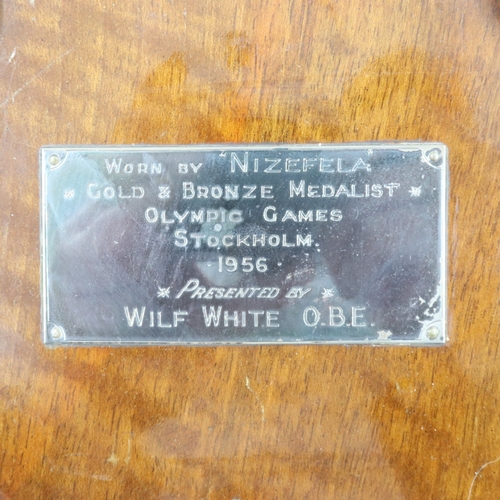 WORN BY "NIZEFELA"
* GOLD & BRONZE MEDALIST *
OLYMPIC GAMES
STOCKHOLM.
· 1956 ·
* PRESENTED BY *
WILF WHITE O.B.E.